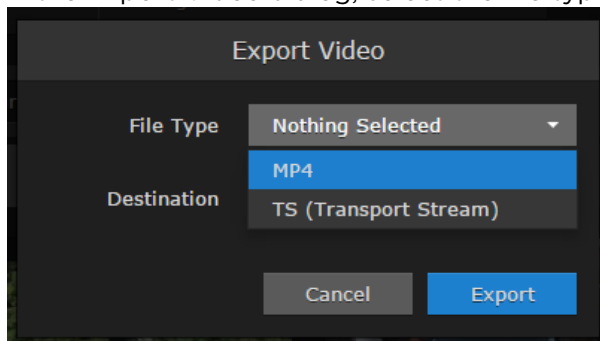 Export Video
File Type Nothing Selected
MP4
Destination TS (Transport Stream)
Cancel Export